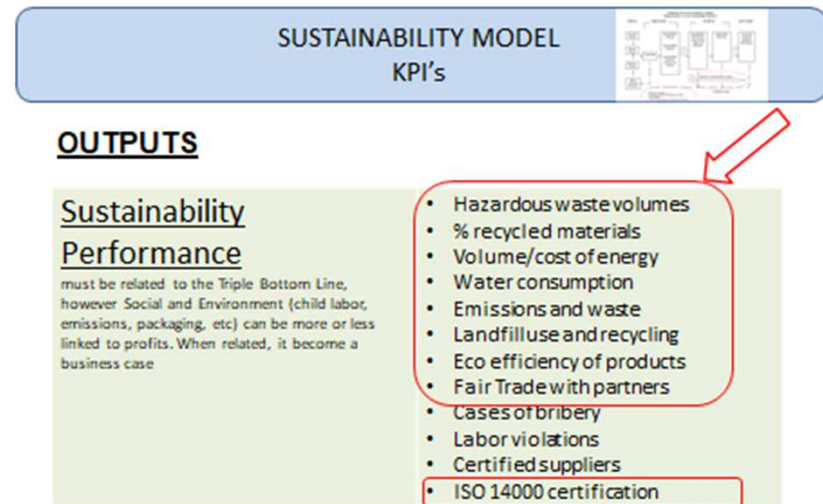 SUSTAINABILITY MODEL
KPI's
OUTPUTS
Sustainability
Performance
must be related to the Triple Bottom Line,
however Social and Environment (child labor,
emissions, packaging, etc) can be more or less
linked to profits. When related, it become a
business case
• Hazardous waste volumes
• % recycled materials
• Volume/cost of energy
• Water consumption
• Emissions and waste
• Landfill use and recycling
• Eco efficiency of products
• Fair Trade with partners
• Cases of bribery
• Labor violations
• Certified suppliers
• ISO 14000 certification